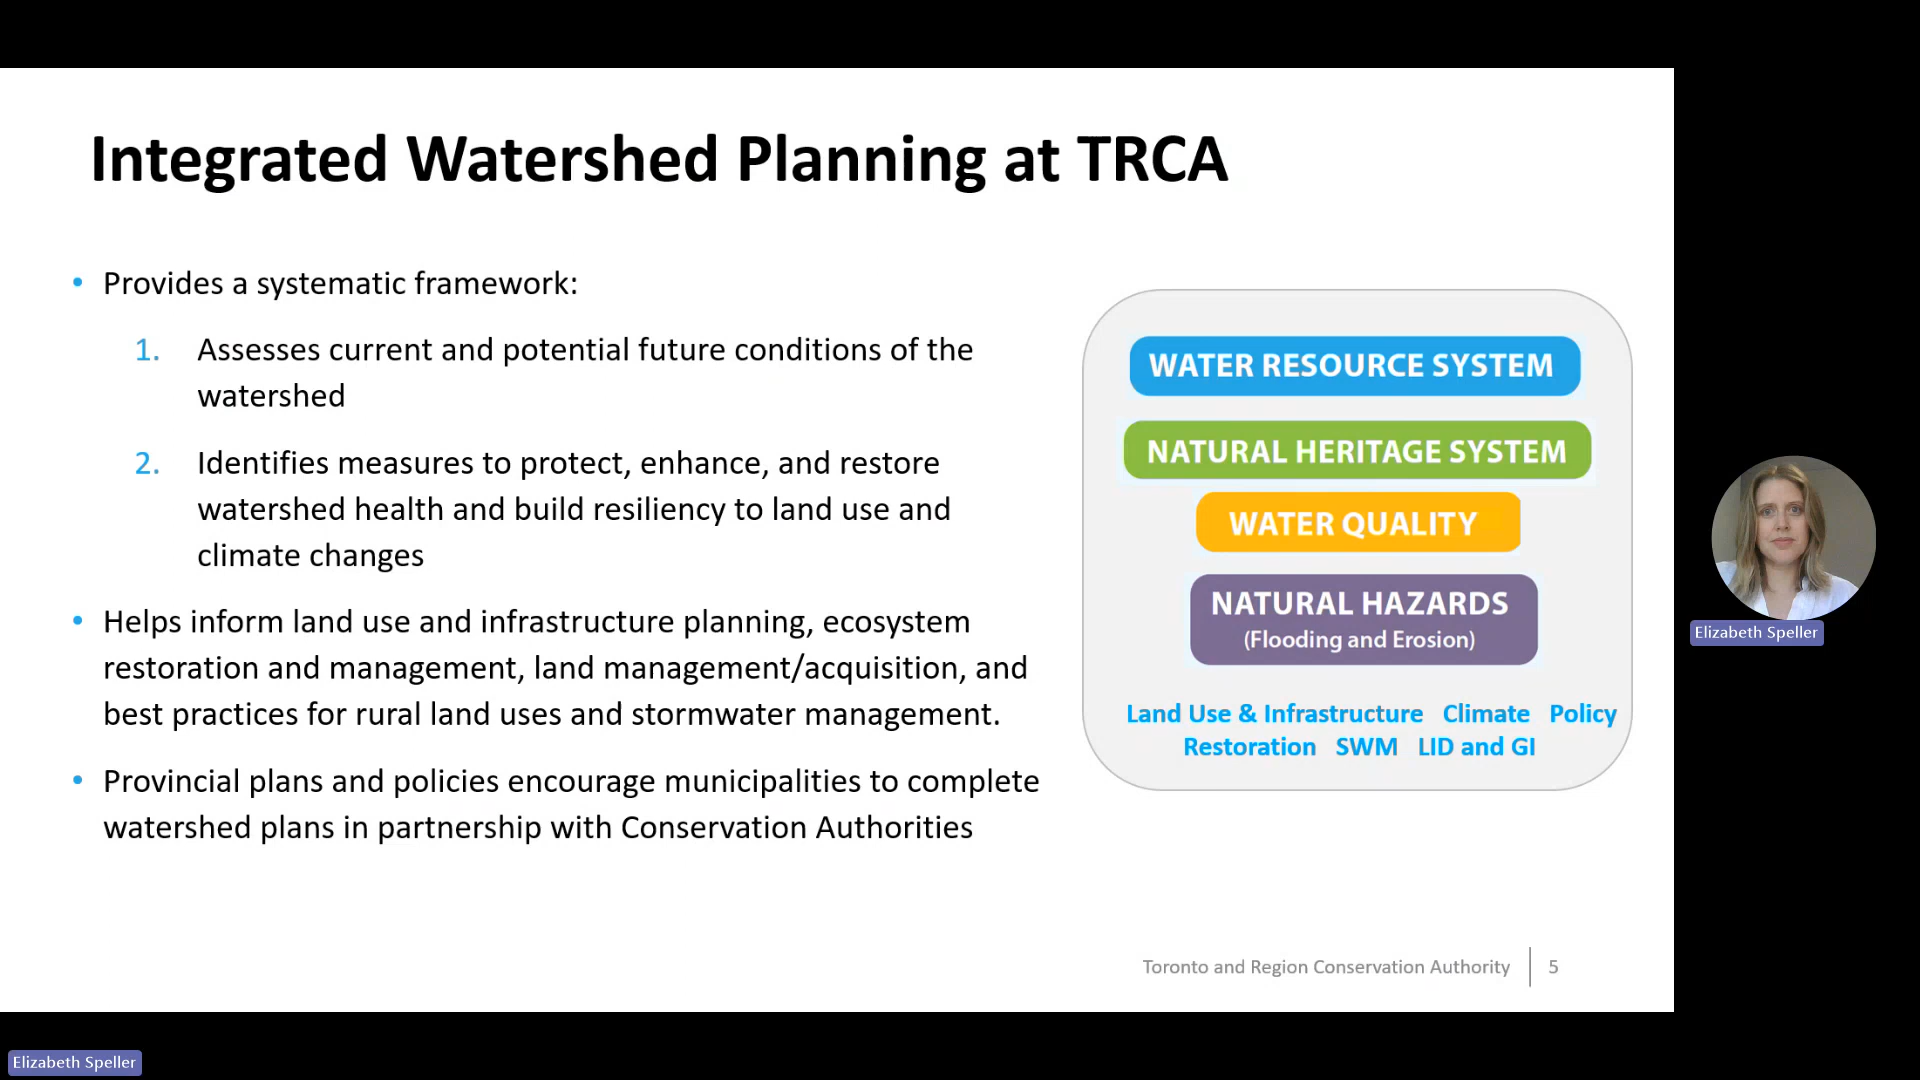 Integrated Watershed Planning at TRCA
• Provides a systematic framework:
1. Assesses current and potential future conditions of the
watershed
2. Identifies measures to protect, enhance, and restore
watershed health and build resiliency to land use and
climate changes
• Helps inform land use and infrastructure planning, ecosystem
restoration and management, land management/acquisition, and
best practices for rural land uses and stormwater management.
• Provincial plans and policies encourage municipalities to complete
watershed plans in partnership with Conservation Authorities
WATER RESOURCE SYSTEM
NATURAL HERITAGE SYSTEM
WATER QUALITY
NATURAL HAZARDS
(Flooding and Erosion)
Land Use & Infrastructure Climate Policy
Restoration SWM LID and GI
Toronto and Region Conservation Authority 5
Elizabeth Speller
Elizabeth Speller